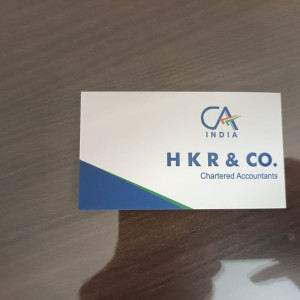 CA
INDIA
H K R & CO.
Chartered Accountants